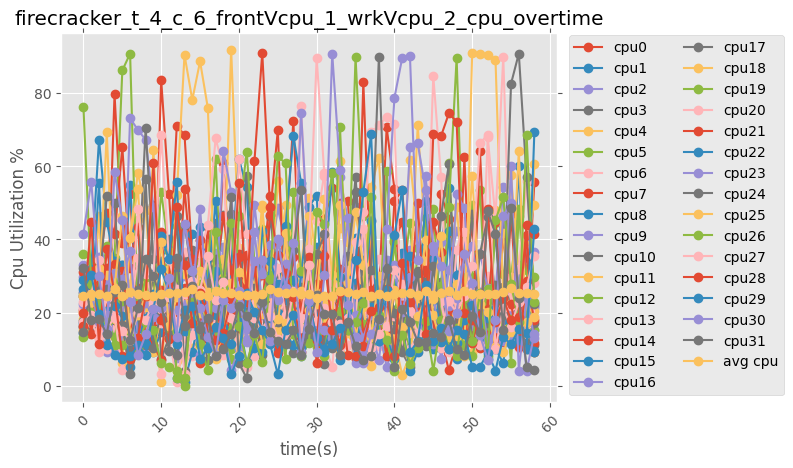 firecracker_t_4_c_6_frontVcpu_1_wrkVcpu_2_cpu_overtime
Cpu Utilization %
80
60
40
20
0
0
10
20
30
40
50
60
time(s)
cpu0
cpu1
cpu2
cpu3
cpu4
cpu5
cpu6
cpu7
cpu8
cpu9
cpu10
cpu11
cpu12
cpu13
cpu14
cpu15
cpu16
cpu17
cpu18
cpu19
cpu20
cpu21
cpu22
cpu23
cpu24
cpu25
cpu26
cpu27
cpu28
cpu29
cpu30
cpu31
avg cpu